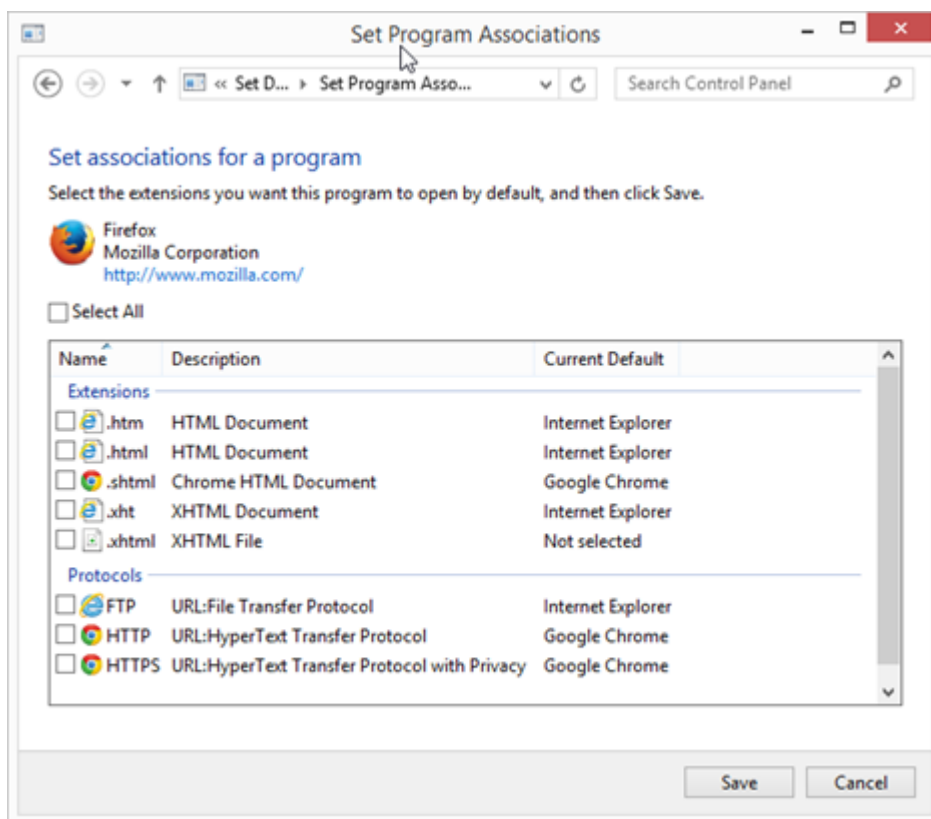 Set Program Associations
« Set D... Set Program Asso... Search Control Panel
Set associations for a program
Select the extensions you want this program to open by default, and then click Save.
Firefox
Mozilla Corporation
http://www.mozilla.com/
Select All
Name Description Current Default
Extensions
.htm HTML Document Internet Explorer
.html HTML Document Internet Explorer
.shtml Chrome HTML Document Google Chrome
.xht XHTML Document Internet Explorer
.xhtml XHTML File Not selected
Protocols
FTP URL:File Transfer Protocol Internet Explorer
HTTP URL:HyperText Transfer Protocol Google Chrome
HTTPS URL:HyperText Transfer Protocol with Privacy Google Chrome
Save Cancel